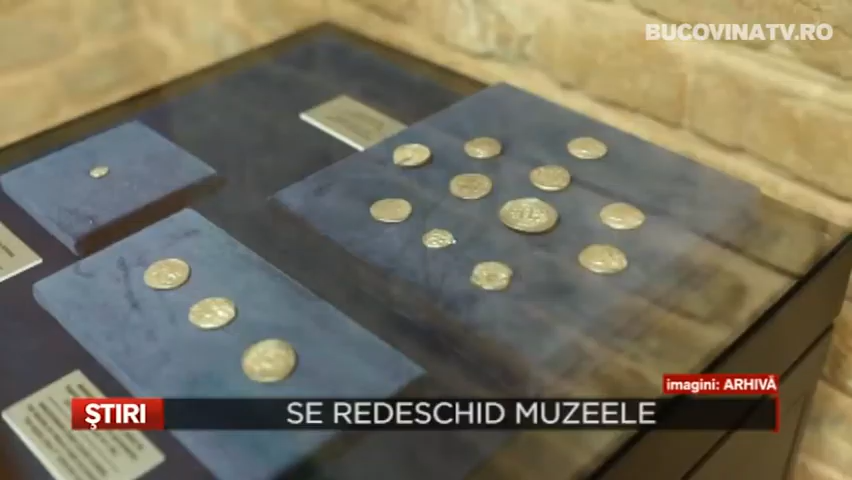 BUCOVINATV.RO
imagini: ARHIVĂ
ŞTIRI
SE REDESCHID MUZEELE